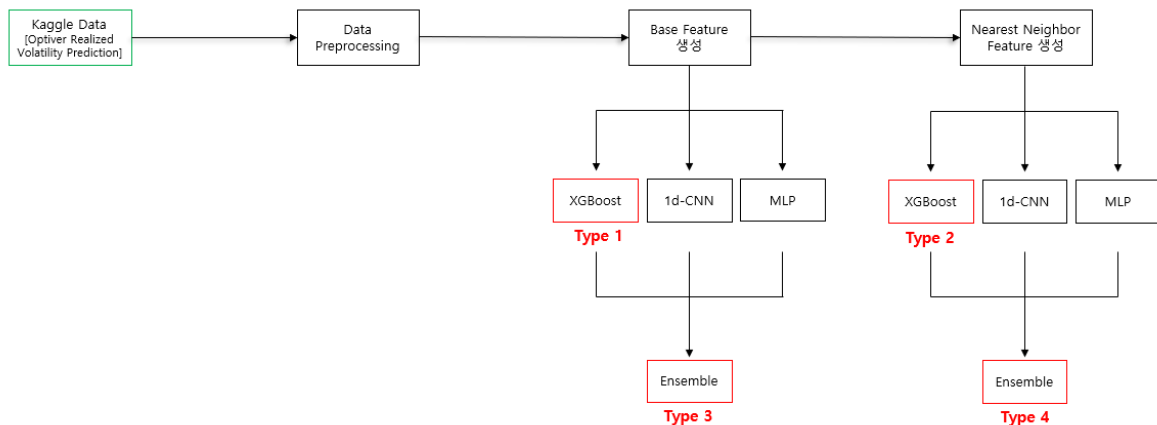 Kaggle Data
[Optiver Realized
Volatility Prediction]
Data
Preprocessing
Base Feature
생성
Nearest Neighbor
Feature 생성
XGBoost
1d-CNN
MLP
Type 1
XGBoost
1d-CNN
MLP
Type 2
Ensemble
Type 3
Ensemble
Type 4